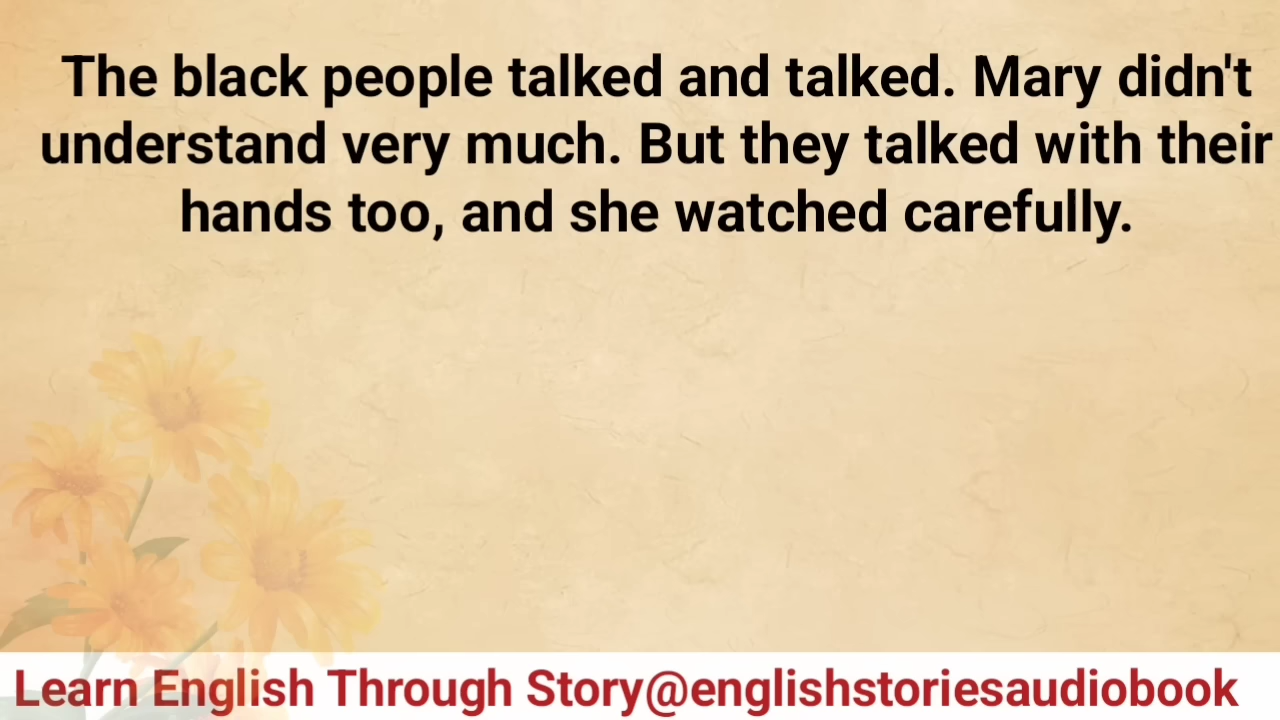 The black people talked and talked. Mary didn't
understand very much. But they talked with their
hands too, and she watched carefully.
Learn English Through Story@englishstoriesaudiobook